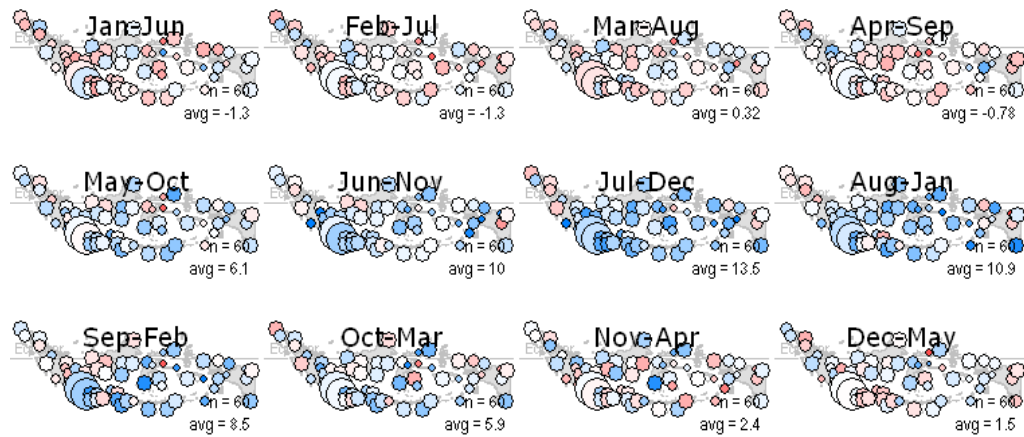 Jan-Jun
n = 60
avg = -1.3
Feb-Jul
n = 60
avg = -1.3
Mar-Aug
n = 60
avg = 0.32
Apr-Sep
n = 60
avg = -0.78
May-Oct
n = 60
avg = 6.1
Jun-Nov
n = 60
avg = 10
Jul-Dec
n = 60
avg = 13.5
Aug-Jan
n = 60
avg = 10.9
Sep-Feb
n = 60
avg = 8.5
Oct-Mar
n = 60
avg = 5.9
Nov-Apr
n = 60
avg = 2.4
Dec-May
n = 60
avg = 1.5